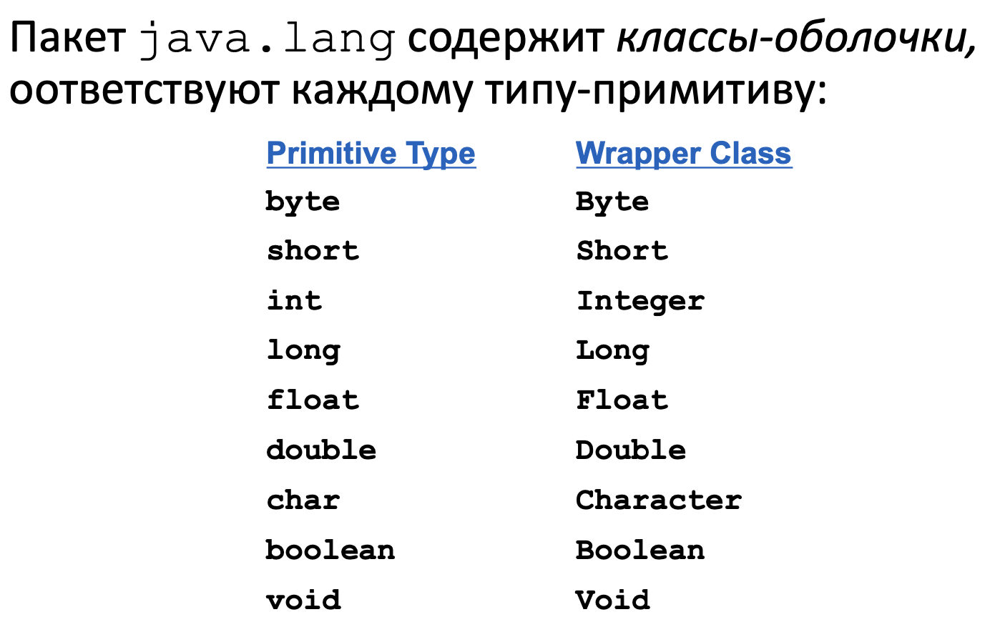 Пакет java.lang содержит классы-оболочки,
оответствуют каждому типу-примитиву:
Primitive Type Wrapper Class
byte Byte
short Short
int Integer
long Long
float Float
double Double
char Character
boolean Boolean
void Void